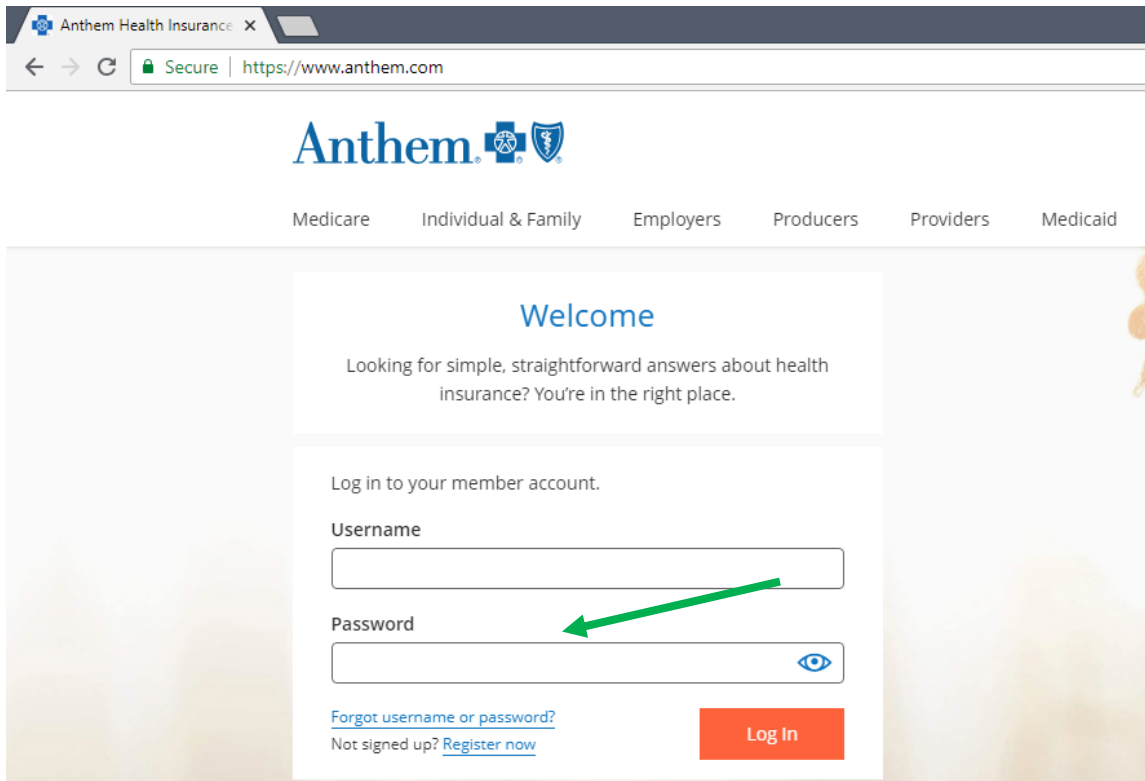 Anthem Health Insurance
Secure
https://www.anthem.com
Anthem
Medicare Individual & Family Employers Producers Providers Medicaid
Welcome
Looking for simple, straightforward answers about health
insurance? You’re in the right place.
Log in to your member account.
Username
Password
Forgot username or password?
Not signed up? Register now
Log In